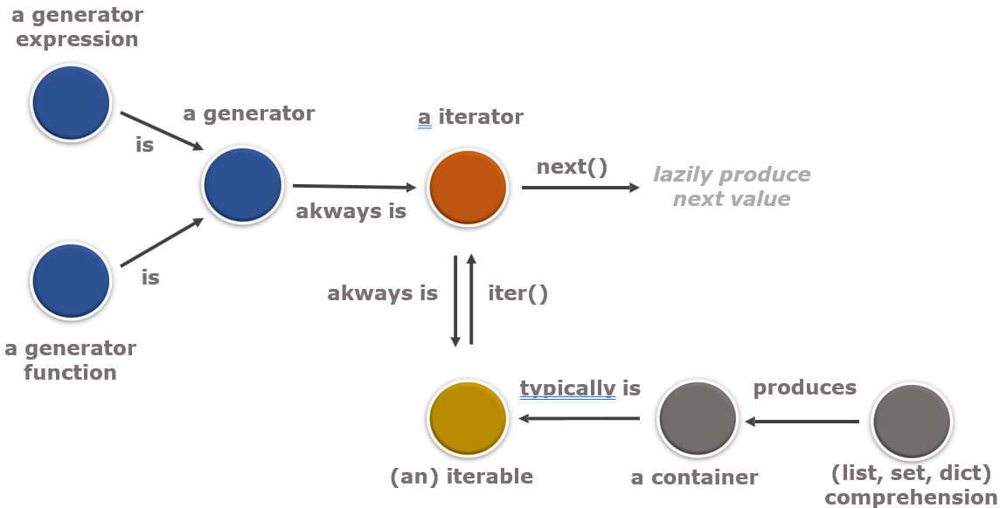 a generator
expression
is
a generator
a iterator
next()
lazily produce
next value
akways is
is
a generator
function
akways is
iter()
typically is
produces
(an) iterable
a container
(list, set, dict)
comprehension